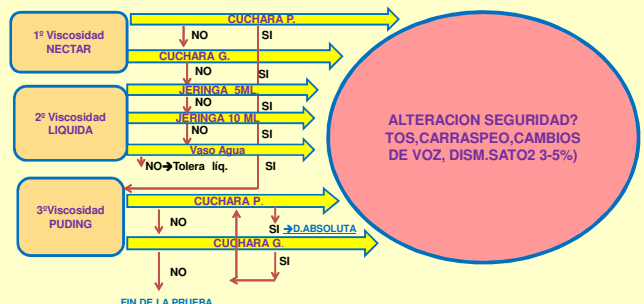 CUCHARA P.
1º Viscosidad
NECTAR
NO
SI
CUCHARA G.
NO
SI
JERINGA 5ML
NO
SI
2º Viscosidad
LIQUIDA
JERINGA 10 ML
NO
SI
Vaso Agua
NO→Tolera líq.
SI
ALTERACION SEGURIDAD?
TOS,CARRASPEO,CAMBIOS
DE VOZ, DISM.SATO2 3-5%)
3ºViscosidad
PUDING
CUCHARA P.
NO
SI →D.ABSOLUTA
CUCHARA G.
NO
SI
FIN DE LA PRUEBA